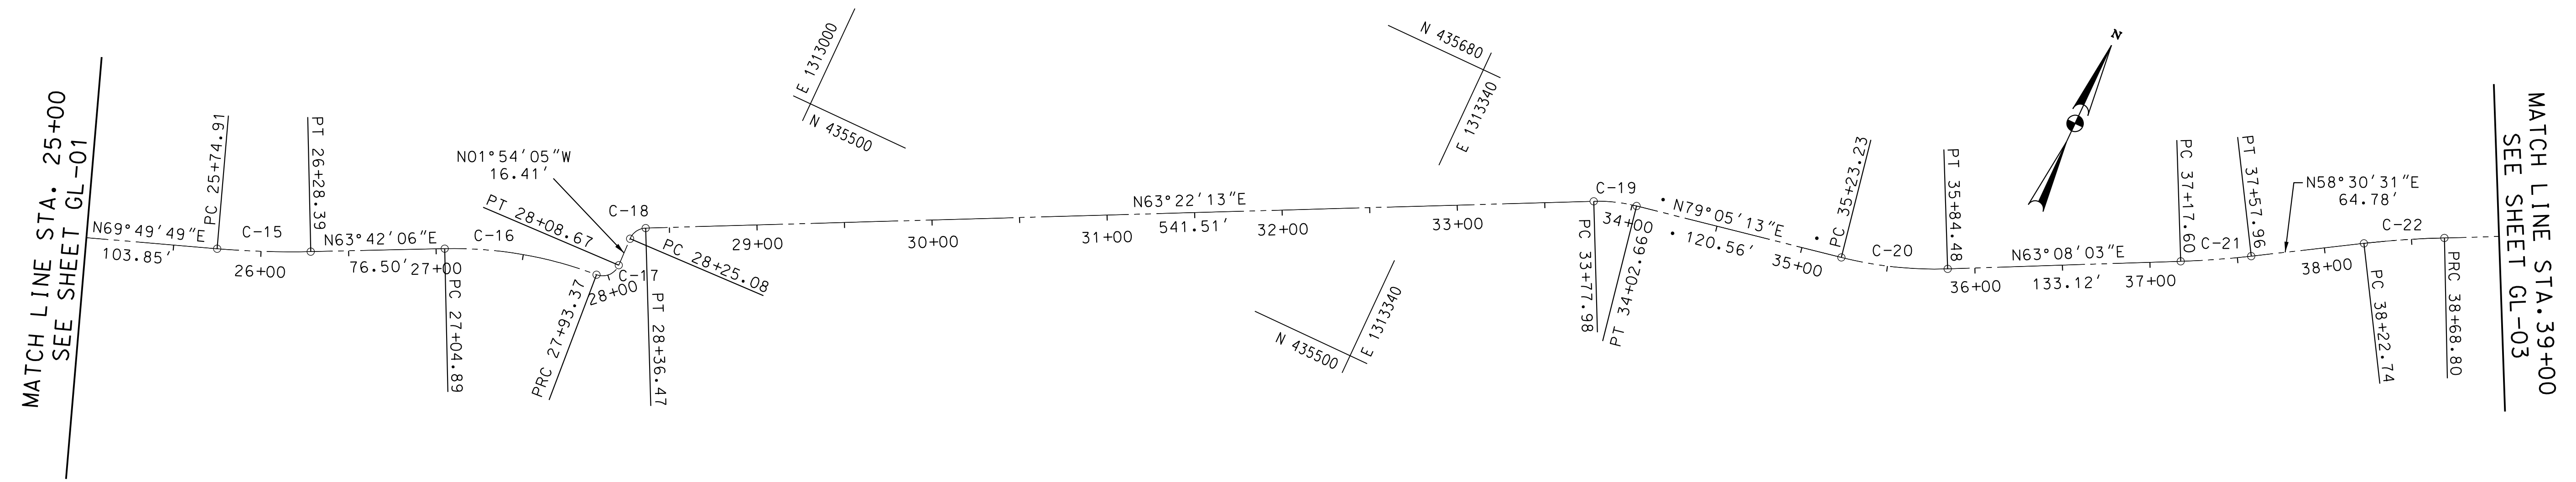 MATCH LINE STA. 25+00
SEE SHEET GL-01
N69°49'49"E
103.85'
PC 25+74.91
C-15
26+00
PT 26+28.39
N63°42'06"E
76.50'
27+00
PC 27+04.89
C-16
PRC 27+93.37
28+00
C-17
PT 28+08.67
N01°54'05"W
16.41'
PC 28+25.08
C-18
PT 28+36.47
29+00
E 1313000
N 435500
30+00
N63°22'13"E
31+00
541.51'
32+00
33+00
N 435680
E 1313340
N 435500
E 1313340
PC 33+77.98
C-19
34+00
PT 34+02.66
N79°05'13"E
120.56'
35+00
PC 35+23.23
C-20
PT 35+84.48
36+00
N63°08'03"E
133.12'
37+00
N
PC 37+17.60
C-21
PT 37+57.96
N58°30'31"E
64.78'
38+00
PC 38+22.74
C-22
PRC 38+68.80
MATCH LINE STA.39+00
SEE SHEET GL-03